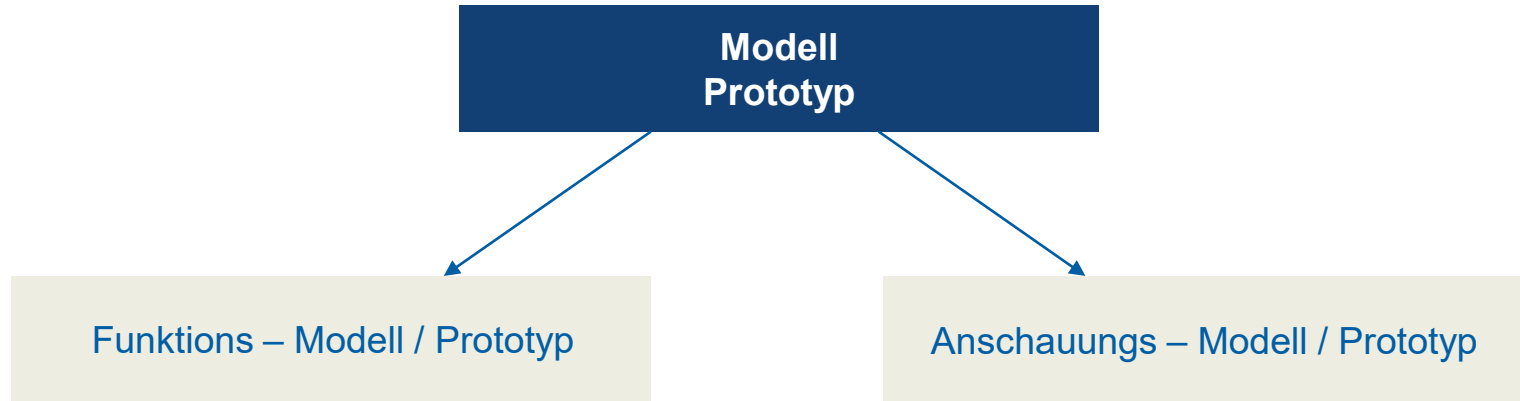 Modell
Prototyp
Funktions – Modell / Prototyp
Anschauungs – Modell / Prototyp